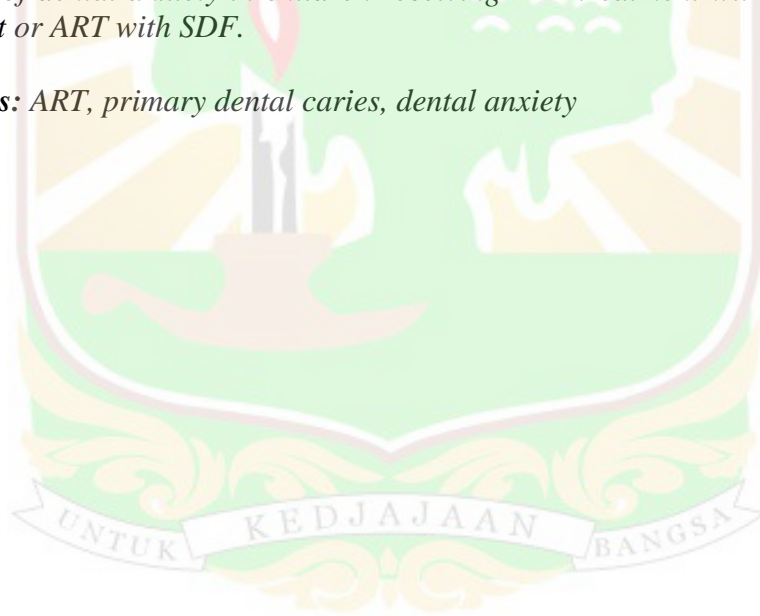 t or ART with SDF.
s: ART, primary dental caries, dental anxiety
UNTUK KEDJAJAAN BANGSA